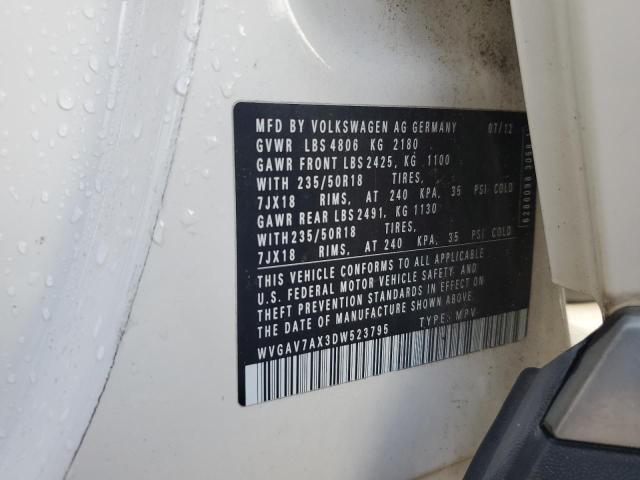 MFD BY VOLKSWAGEN AG GERMANY 07/12
GVWR LBS 4806 KG 2180
GAWR FRONT LBS 2425, KG 1100
WITH 235/50R18 TIRES,
7JX18 RIMS, AT 240 KPA, 35 PSI COLD
GAWR REAR LBS 2491, KG 1130
WITH 235/50R18 TIRES,
7JX18 RIMS, AT 240 KPA, 35 PSI COLD
THIS VEHICLE CONFORMS TO ALL APPLICABLE
U.S. FEDERAL MOTOR VEHICLE SAFETY- AND
THEFT PREVENTION STANDARDS IN EFFECT ON
THE DATE OF MANUFACTURE SHOWN ABOVE.
WVGAV7AX3DW523795 TYPE: MPV